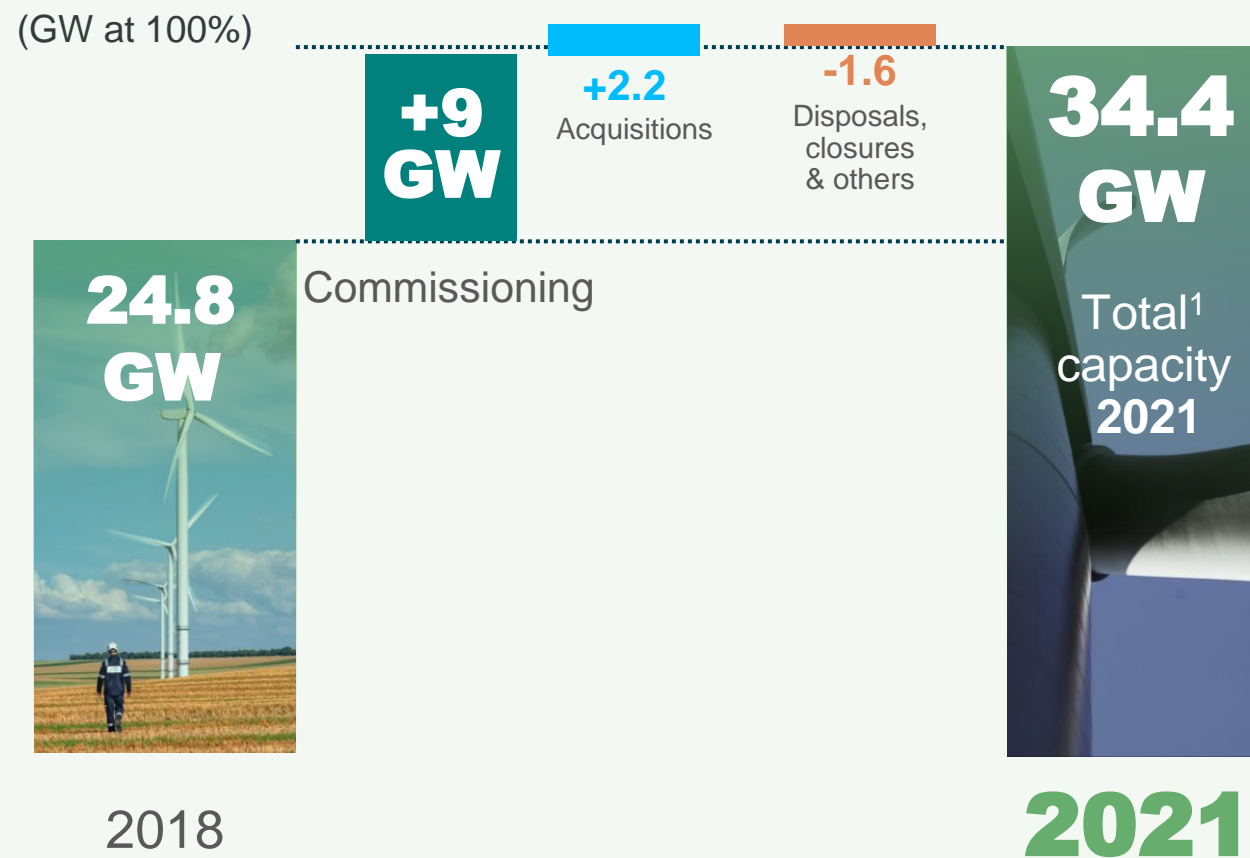 (GW at 100%)
+9
GW
+2.2
Acquisitions
-1.6
Disposals,
closures
& others
34.4
GW
Total¹
capacity
2021
24.8
GW
Commissioning
2018
2021